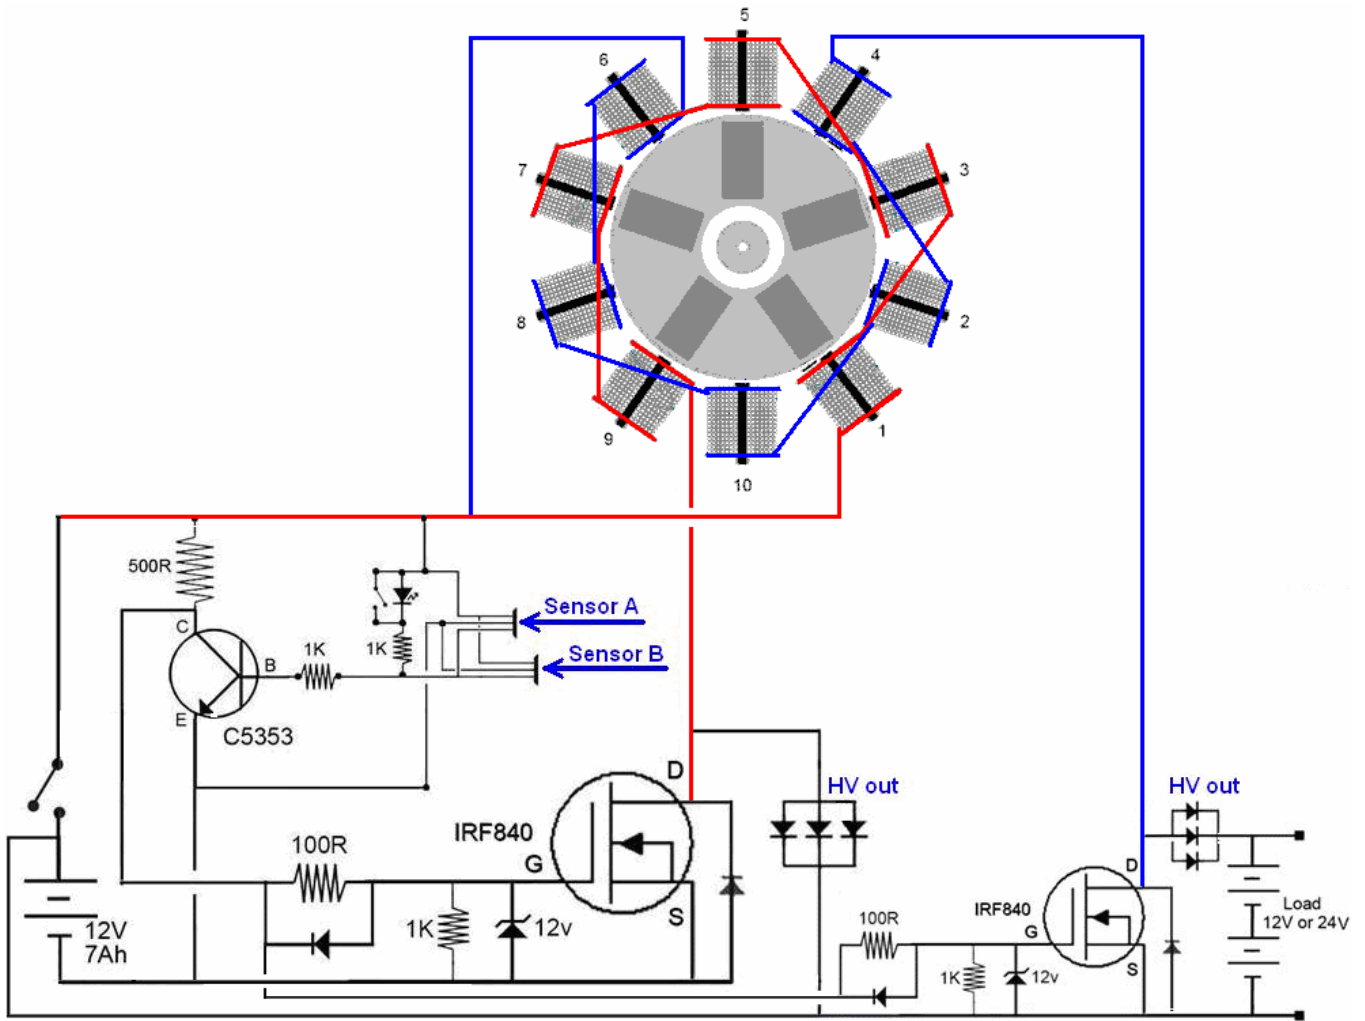 5
6
4
7
3
8
2
9
1
10
500R
Sensor A
C
1K
1K
B
Sensor B
E
C5353
D
HV out
HV out
IRF840
100R
G
D
12V
7Ah
1K
12v
S
100R
IRF840
G
Load
12V or 24V
1K
12v
S